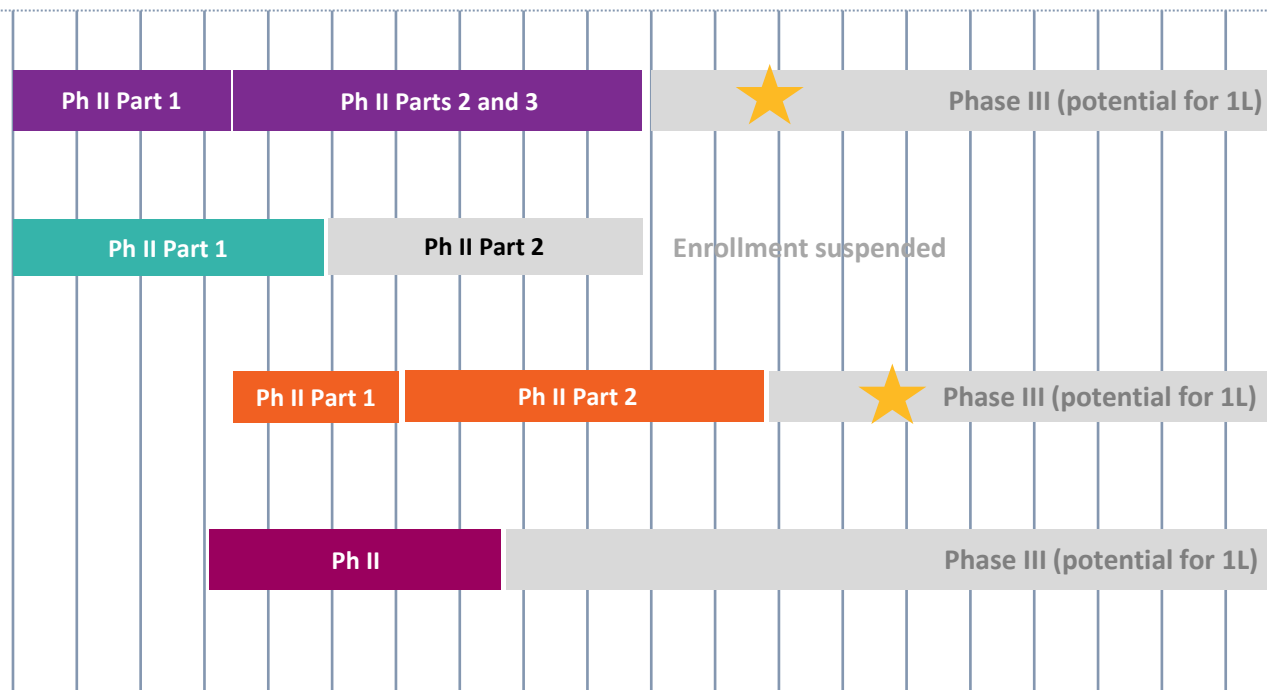 Ph II Part 1
Ph II Parts 2 and 3
Phase III (potential for 1L)
Ph II Part 1
Ph II Part 2
Enrollment suspended
Ph II Part 1
Ph II Part 2
Phase III (potential for 1L)
Ph II
Phase III (potential for 1L)